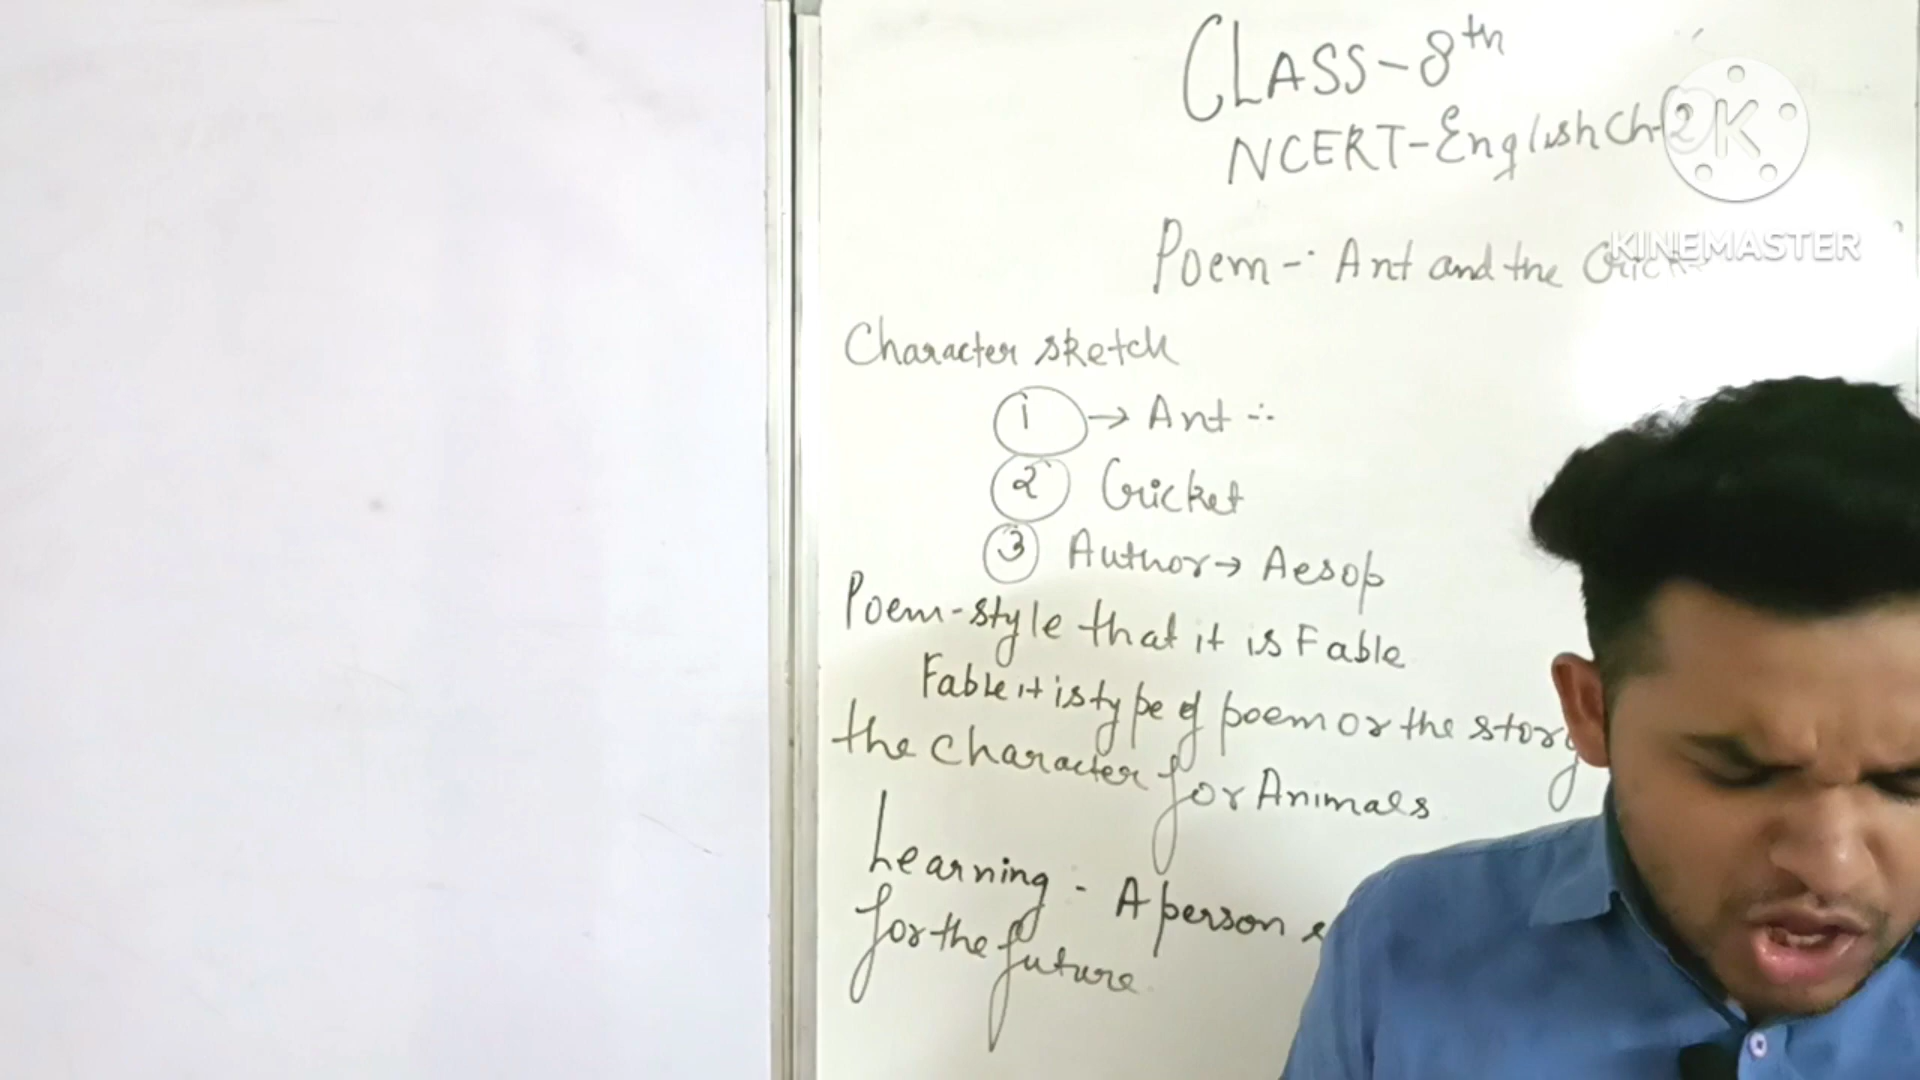 CLASS-8th
NCERT-English Ch-2
KINEMASTER
Poem-: Ant and the
Character sketch
1 → Ant
2 Cricket
3 Author → Aesop
Poem-style that it is Fable
Fable it is type of poem or the story
the character for Animals
Learning - A person
for the future